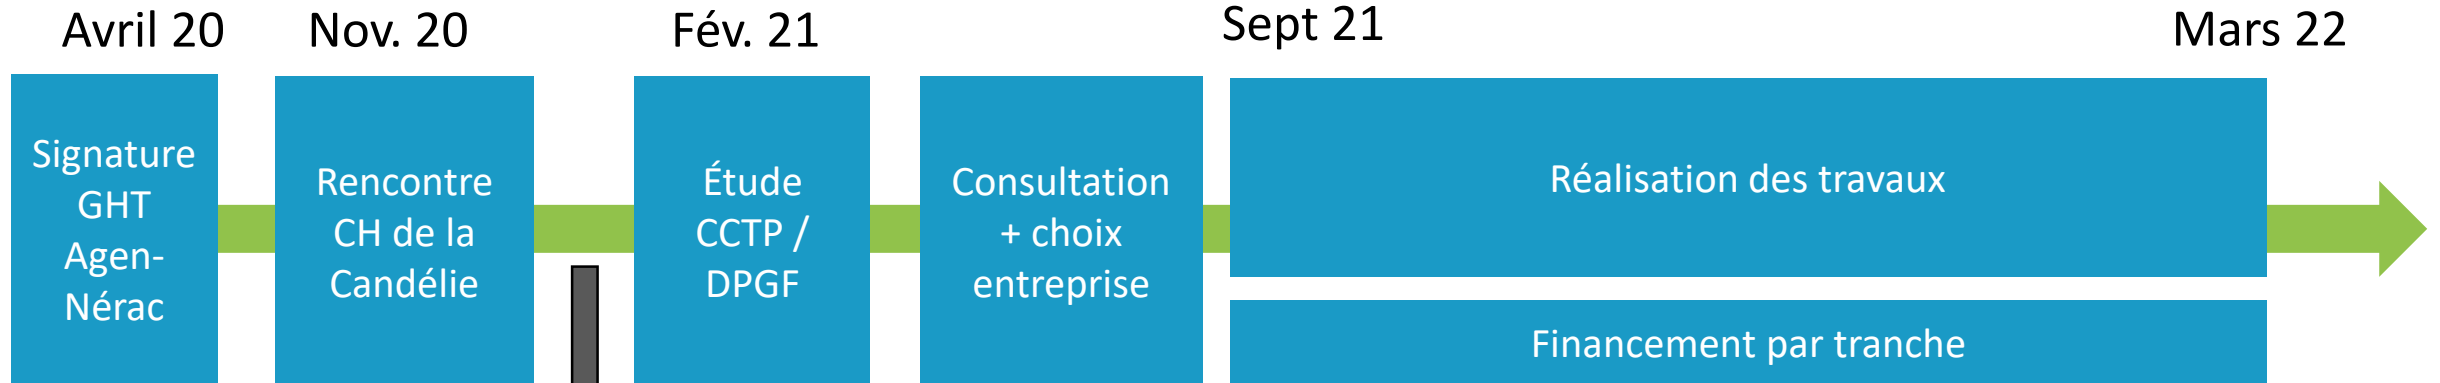 Avril 20
Nov. 20
Fév. 21
Sept 21
Mars 22
Signature
GHT
Agen-
Nérac
Rencontre
CH de la
Candélie
Étude
CCTP /
DPGF
Consultation
+ choix
entreprise
Réalisation des travaux
Financement par tranche